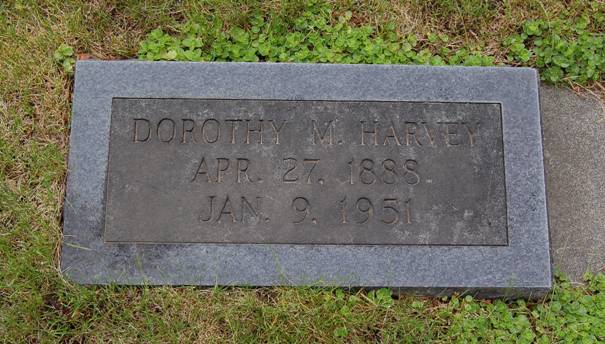 DOROTHY M. HARVEY
APR. 27, 1888
JAN. 9, 1951